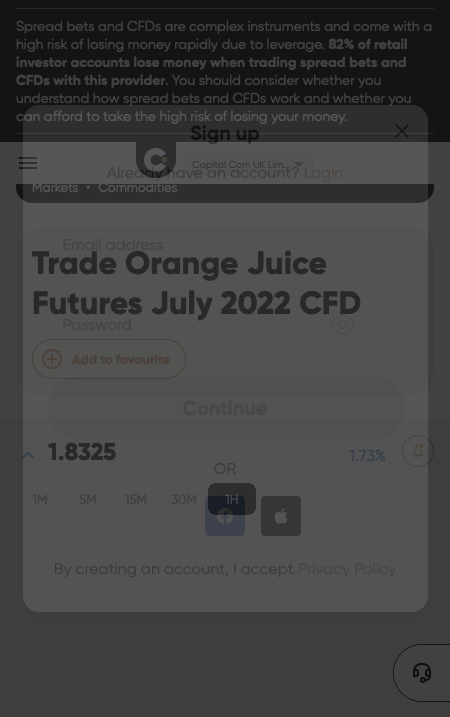 Spread bets and CFDs are complex instruments and come with a
high risk of losing money rapidly due to leverage. 82% of retail
investor accounts lose money when trading spread bets and
CFDs with this provider. You should consider whether you
understand how spread bets and CFDs work and whether you
can afford to take the high risk of losing your money.
Sign up
Capital Com UK Lim...
Already have an account? Login
Markets • Commodities
Email address
Trade Orange Juice
Futures July 2022 CFD
Password
Add to favourite
Continue
1.8325
1.73%
OR
1M 5M 15M 30M 1H
By creating an account, I accept Privacy Policy